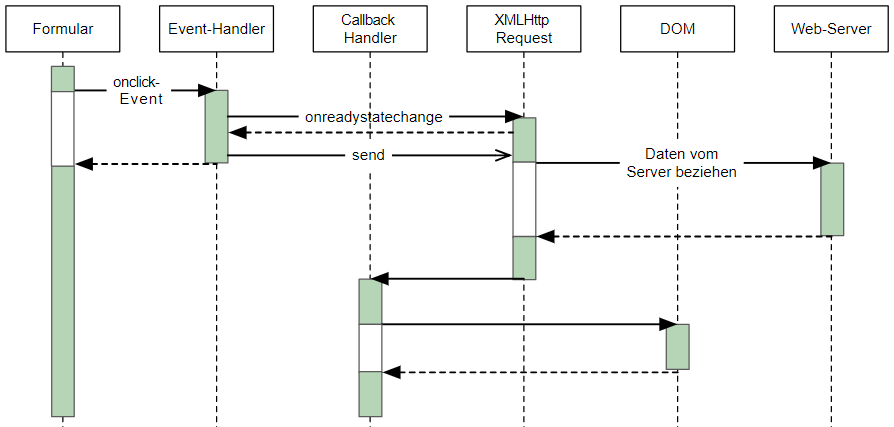 Formular
Event-Handler
Callback
Handler
XMLHttp
Request
DOM
Web-Server
onclick-
Event
onreadystatechange
send
Daten vom
Server beziehen